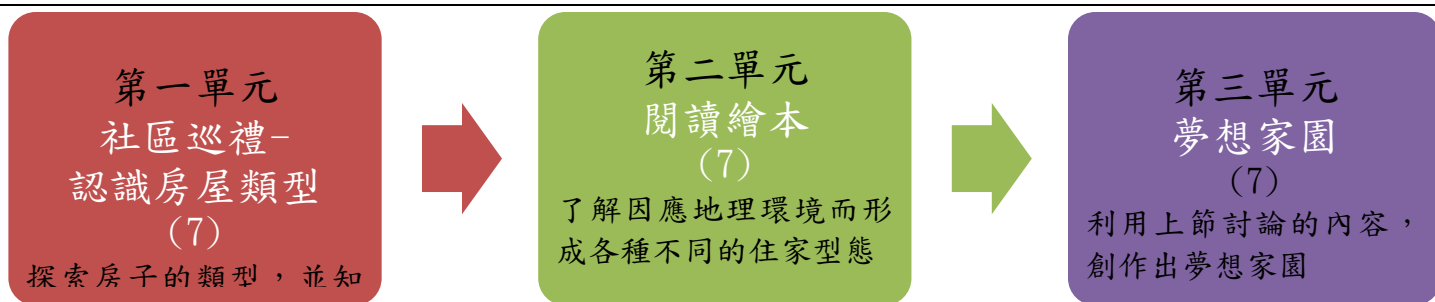 第一單元
社區巡禮-
認識房屋類型
(7)
探索房子的類型，並知
第二單元
閱讀繪本
(7)
了解因應地理環境而形
成各種不同的住家型態
第三單元
夢想家園
(7)
利用上節討論的內容，
創作出夢想家園